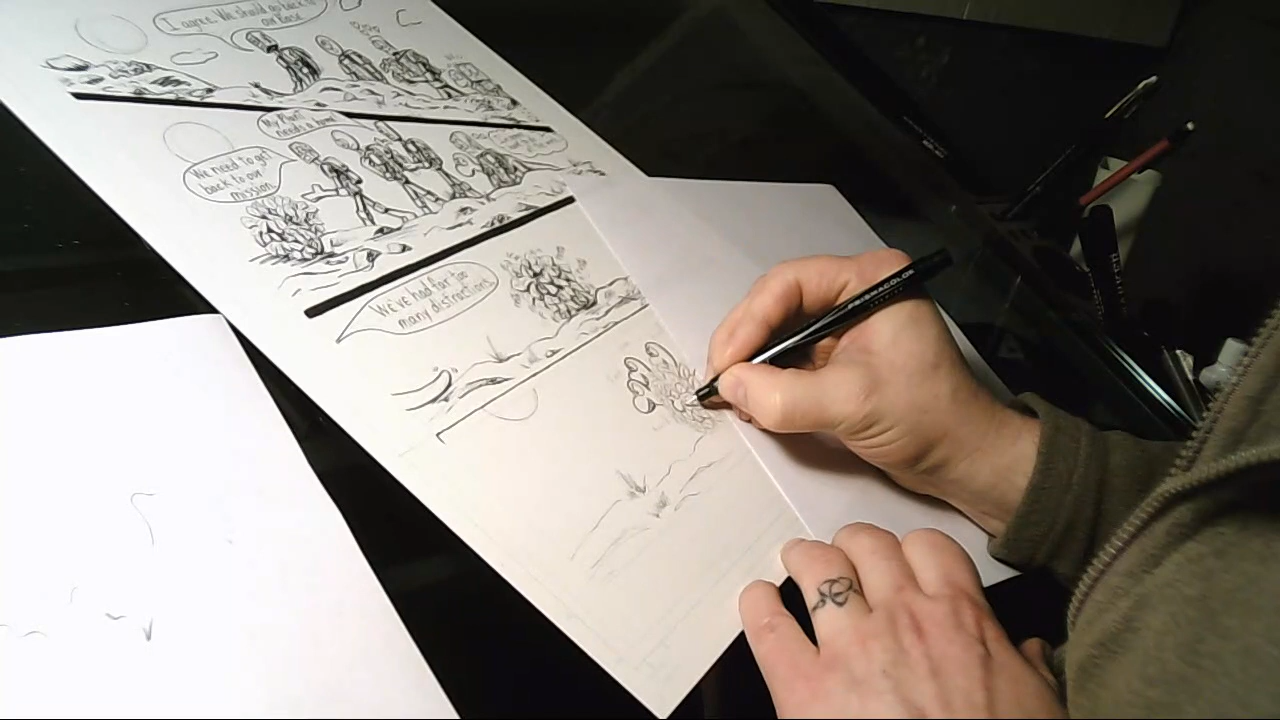 I agree. We should go back to
our Base.
My Plant
needs a home!
We need to get
back to our
mission.
We've had far too
many distractions.
PRISMACOLOR